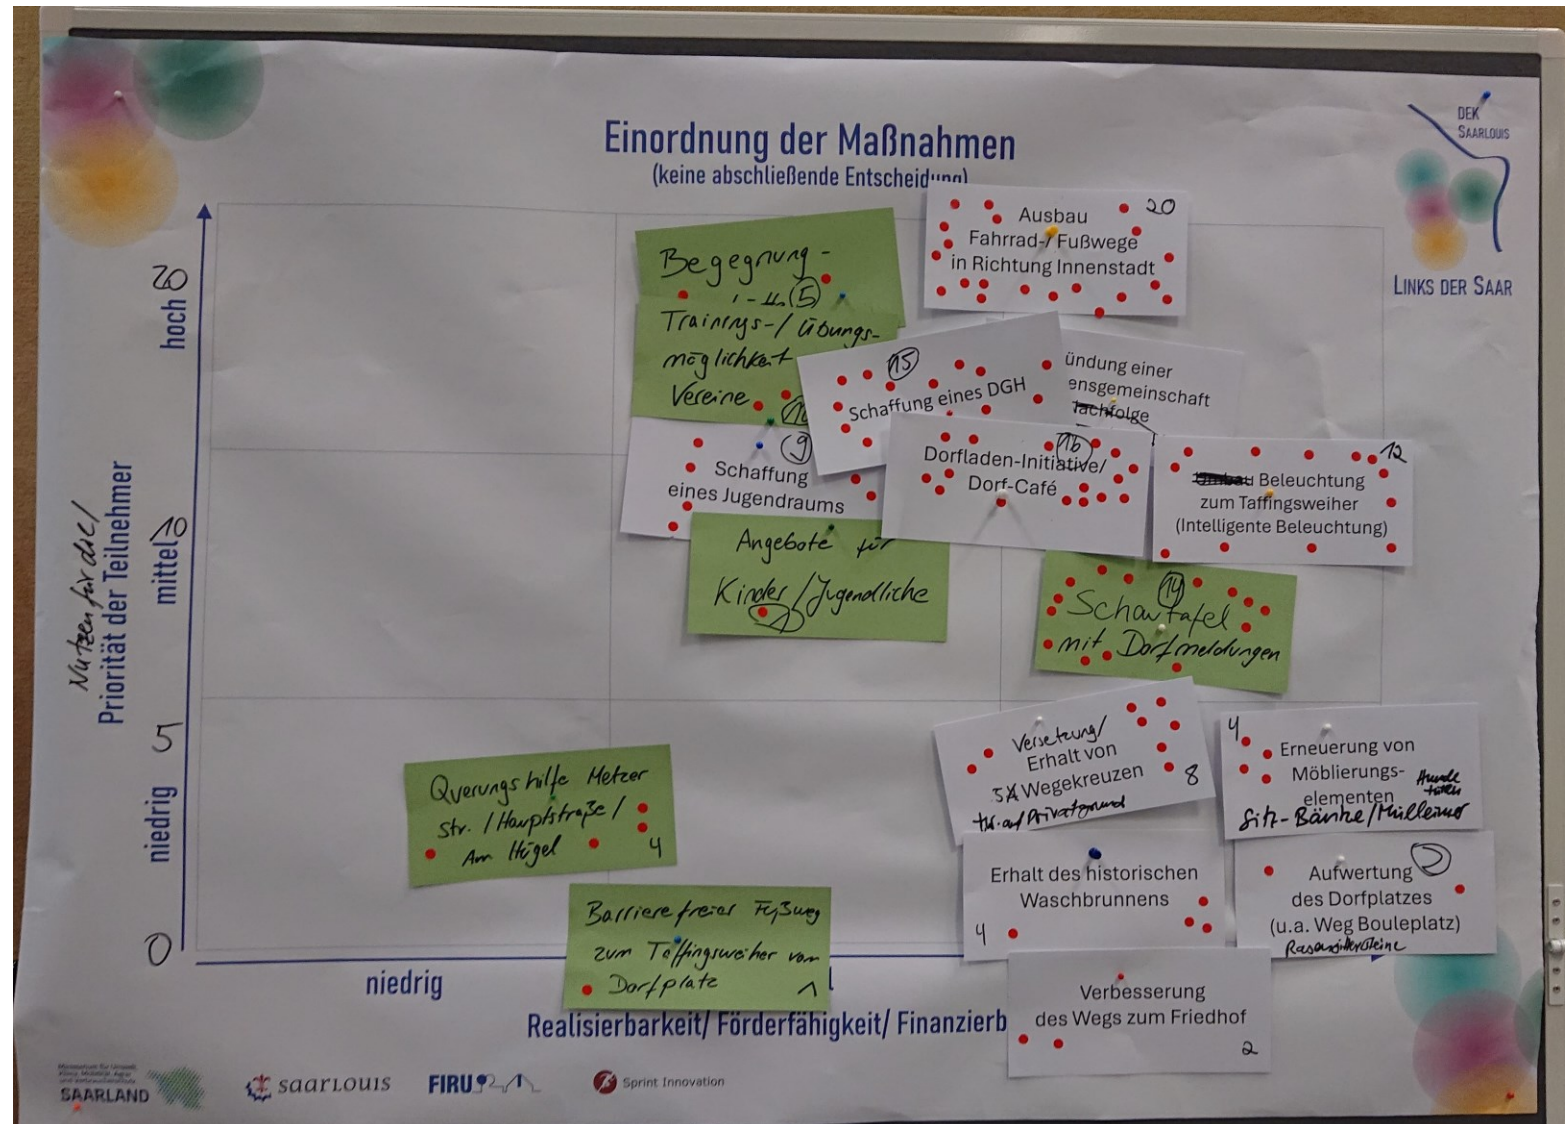 Einordnung der Maßnahmen
(keine abschließende Entscheidung)
DEK
SAARLOUIS
LINKS DER SAAR
Nutzen für die/
Priorität der Teilnehmer
20
hoch
10
mittel
5
niedrig
0
Ausbau
Fahrrad-/ Fußwege
in Richtung Innenstadt
20
Begegnung-
5
Trainings-/ Übungs-
möglichkeit
Vereine
15
Schaffung eines DGH
ündung einer
ensgemeinschaft
9
Schaffung
eines Jugendraums
16
Dorfladen-Initiative/
Dorf-Café
12
Beleuchtung
zum Taffingsweiher
(Intelligente Beleuchtung)
Angebote für
Kinder/Jugendliche
1
14
Schautafel
mit Dorfmeldungen
Querungshilfe Metzer
Str. / Hauptstraße/
Am Hügel
4
Versetzung/
Erhalt von
Wegekreuzen
8
auf Privatgrund
4
Erneuerung von
Möblierungs-
elementen
Sitz-Bänke/Mülleimer
Erhalt des historischen
Waschbrunnens
4
Aufwertung
des Dorfplatzes
(u.a. Weg Bouleplatz)
Rasengittersteine
Barrierefreier Fußweg
zum Taffingsweiher vom
Dorfplatz
1
Verbesserung
des Wegs zum Friedhof
2
niedrig
Realisierbarkeit/ Förderfähigkeit/ Finanzierb
SAARLAND
saarlouis
FIRU
Sprint Innovation